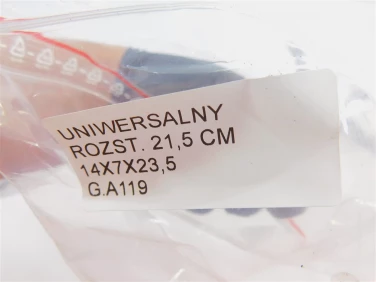 UNIWERSALNY
ROZST. 21,5 CM
14X7X23,5
G.A119